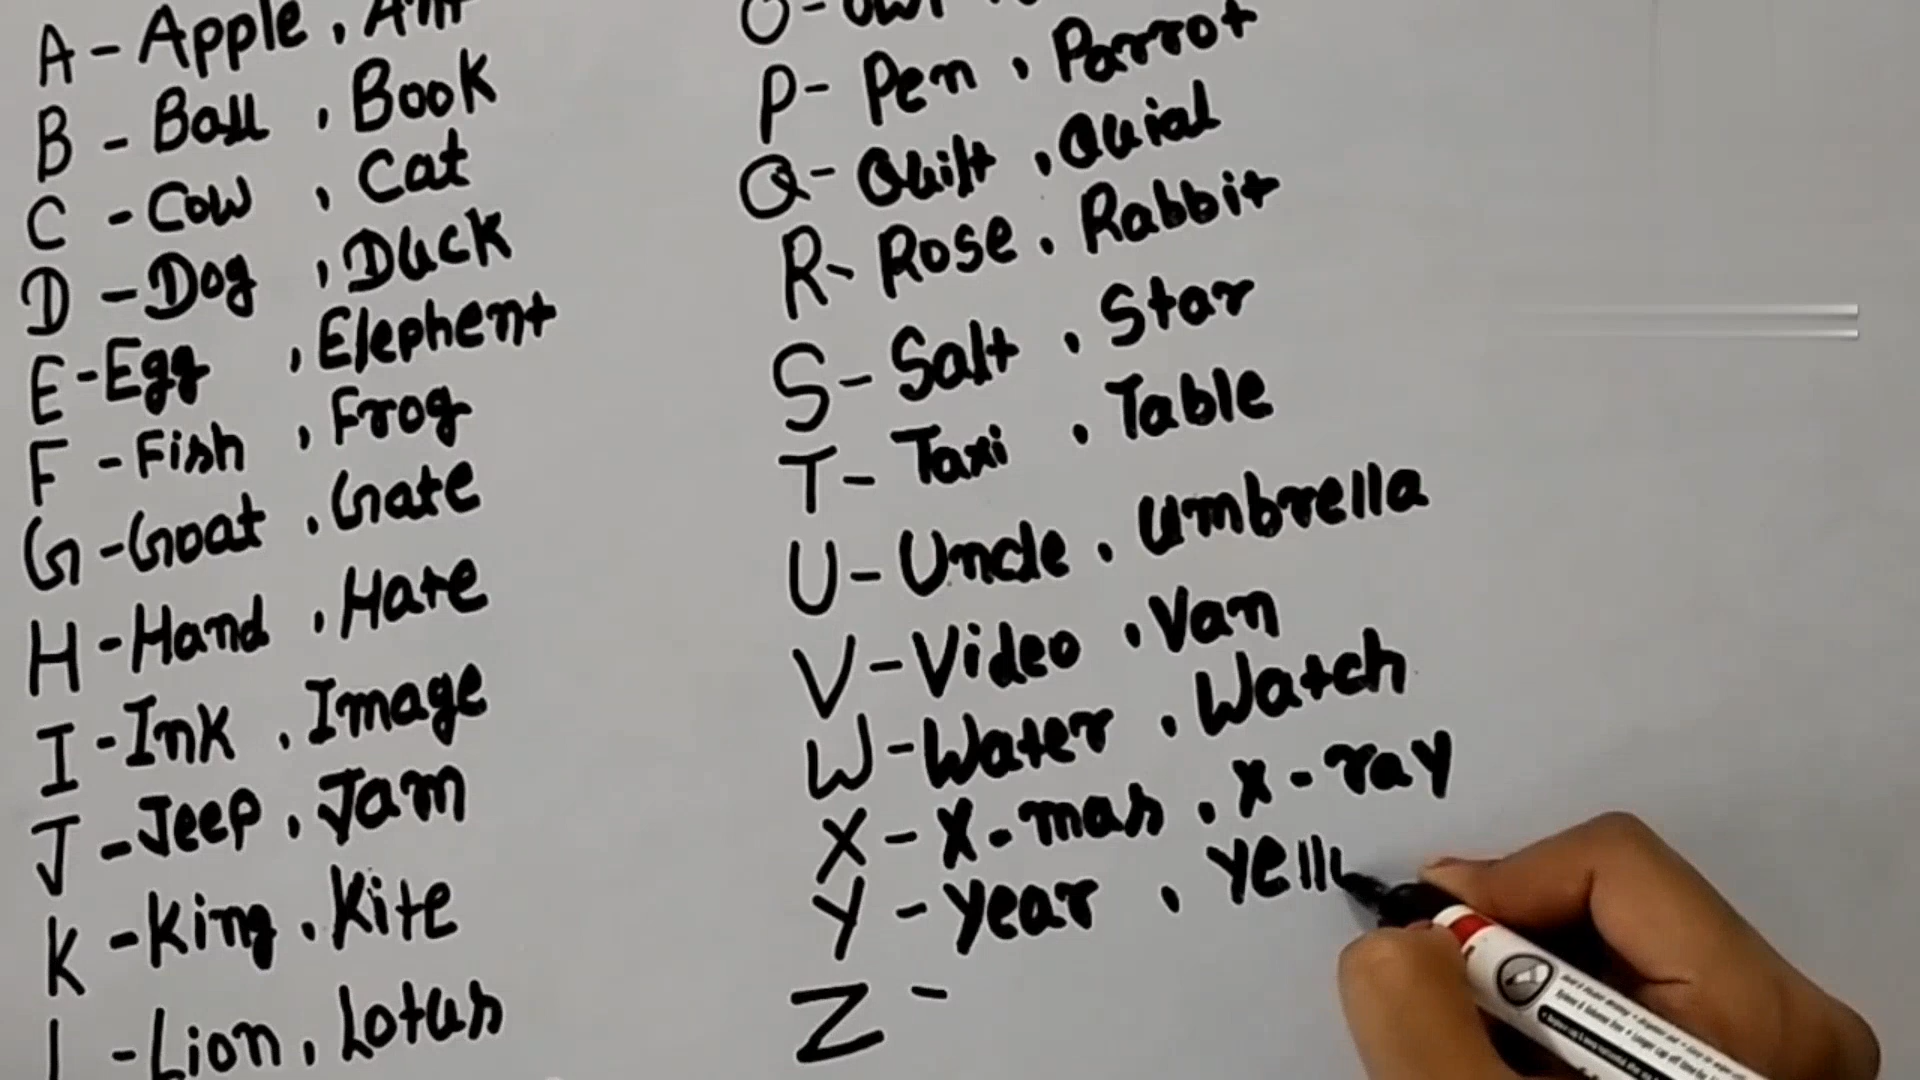 A - Apple, Ant
B - Ball, Book
C - Cow, Cat
D - Dog, Duck
E - Egg, Elephent
F - Fish, Frog
G - Goat, Gate
H - Hand, Hate
I - Ink, Image
J - Jeep, Jam
K - King, Kite
L - Lion, Lotus
O - Owl
P - Pen, Parrot
Q - Quilt, Quial
R - Rose, Rabbit
S - Salt, Star
T - Taxi, Table
U - Uncle, Umbrella
V - Video, Van
W - Water, Watch
X - X-mas, X-ray
Y - Year, Yell
Z -